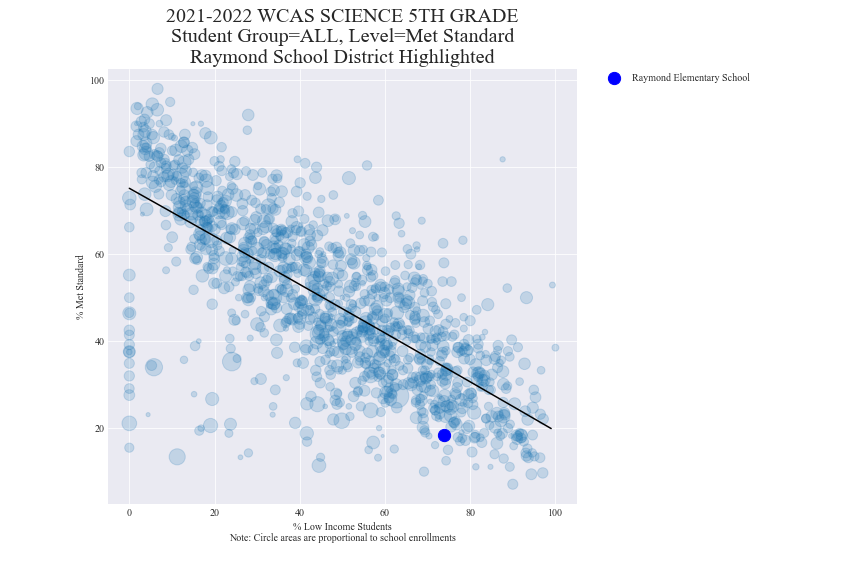 2021-2022 WCAS SCIENCE 5TH GRADE
Student Group=ALL, Level=Met Standard
Raymond School District Highlighted
Raymond Elementary School
% Met Standard
100
80
60
40
20
0 20 40 60 80 100
% Low Income Students
Note: Circle areas are proportional to school enrollments